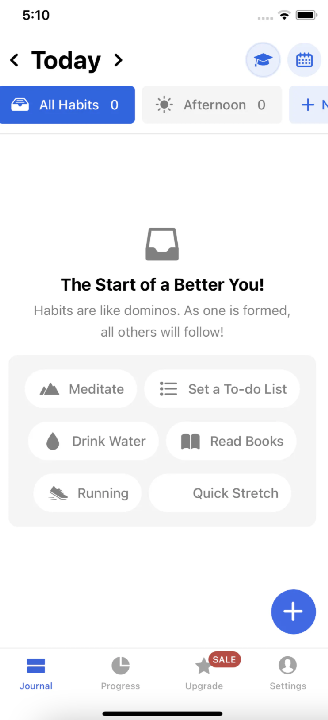 5:10
Today
All Habits 0
Afternoon 0
N
The Start of a Better You!
Habits are like dominos. As one is formed,
all others will follow!
Meditate
Set a To-do List
Drink Water
Read Books
Running
Quick Stretch
SALE
Journal
Progress
Upgrade
Settings